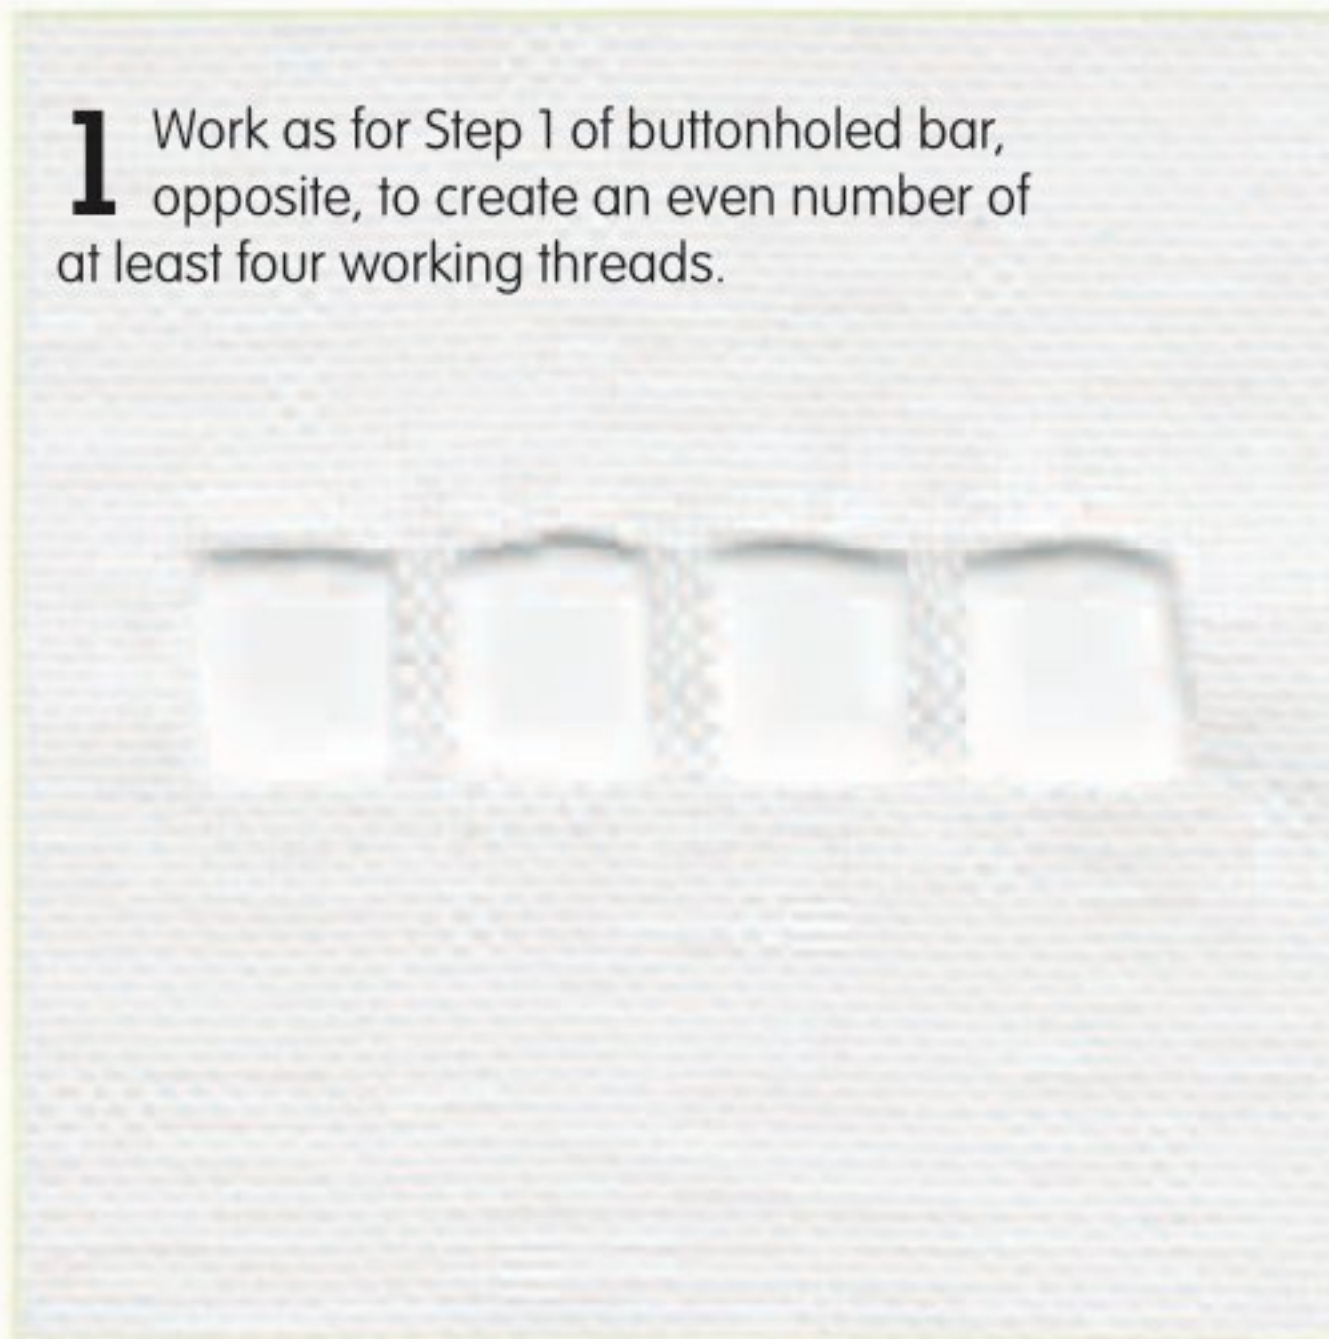 1 Work as for Step 1 of buttonholed bar,
opposite, to create an even number of
at least four working threads.